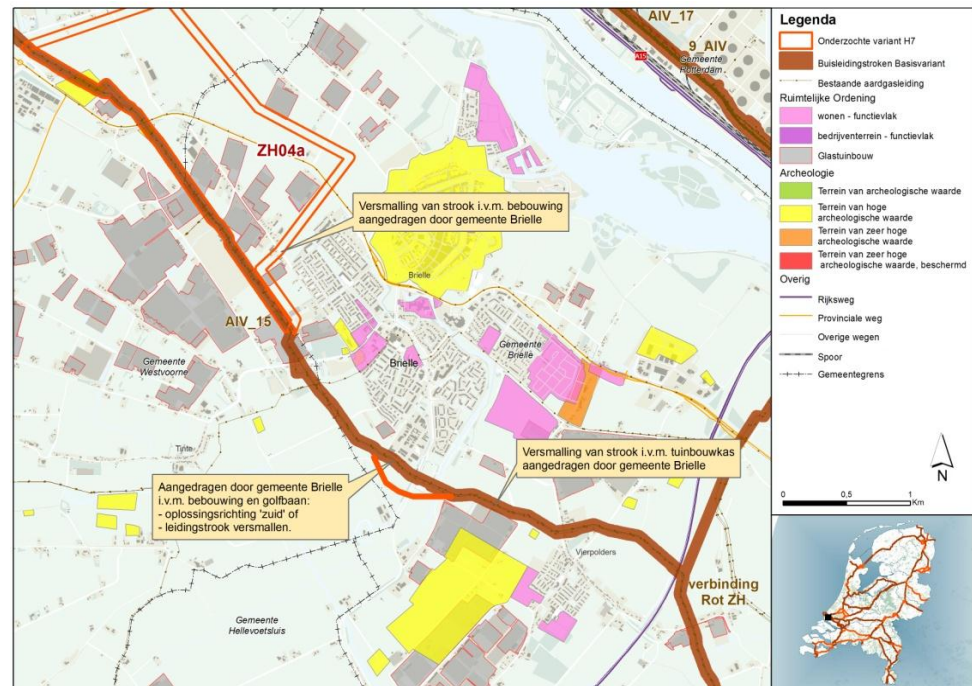 AIV_17
9_AIV
Gemeente
Rotterdam
A15
ZH04a
Versmalling van strook i.v.m. bebouwing
aangedragen door gemeente Brielle
Brielle
AIV_15
Gemeente
Westvoorne
Brielle
Gemeente
Brielle
Tinte
Versmalling van strook i.v.m. tuinbouwkas
aangedragen door gemeente Brielle
Aangedragen door gemeente Brielle
i.v.m. bebouwing en golfbaan:
- oplossingsrichting 'zuid' of
- leidingstrook versmallen.
Vierpolders
verbinding
Rot ZH
Gemeente
Hellevoetsluis
Legenda
Onderzochte variant H7
Buisleidingstroken Basisvariant
Bestaande aardgasleiding
Ruimtelijke Ordening
wonen - functievlak
bedrijventerrein - functievlak
Glastuinbouw
Archeologie
Terrein van archeologische waarde
Terrein van hoge
archeologische waarde
Terrein van zeer hoge
archeologische waarde
Terrein van zeer hoge
archeologische waarde, beschermd
Overig
Rijksweg
Provinciale weg
Overige wegen
Spoor
Gemeentegrens
N
0 0,5 1
Km